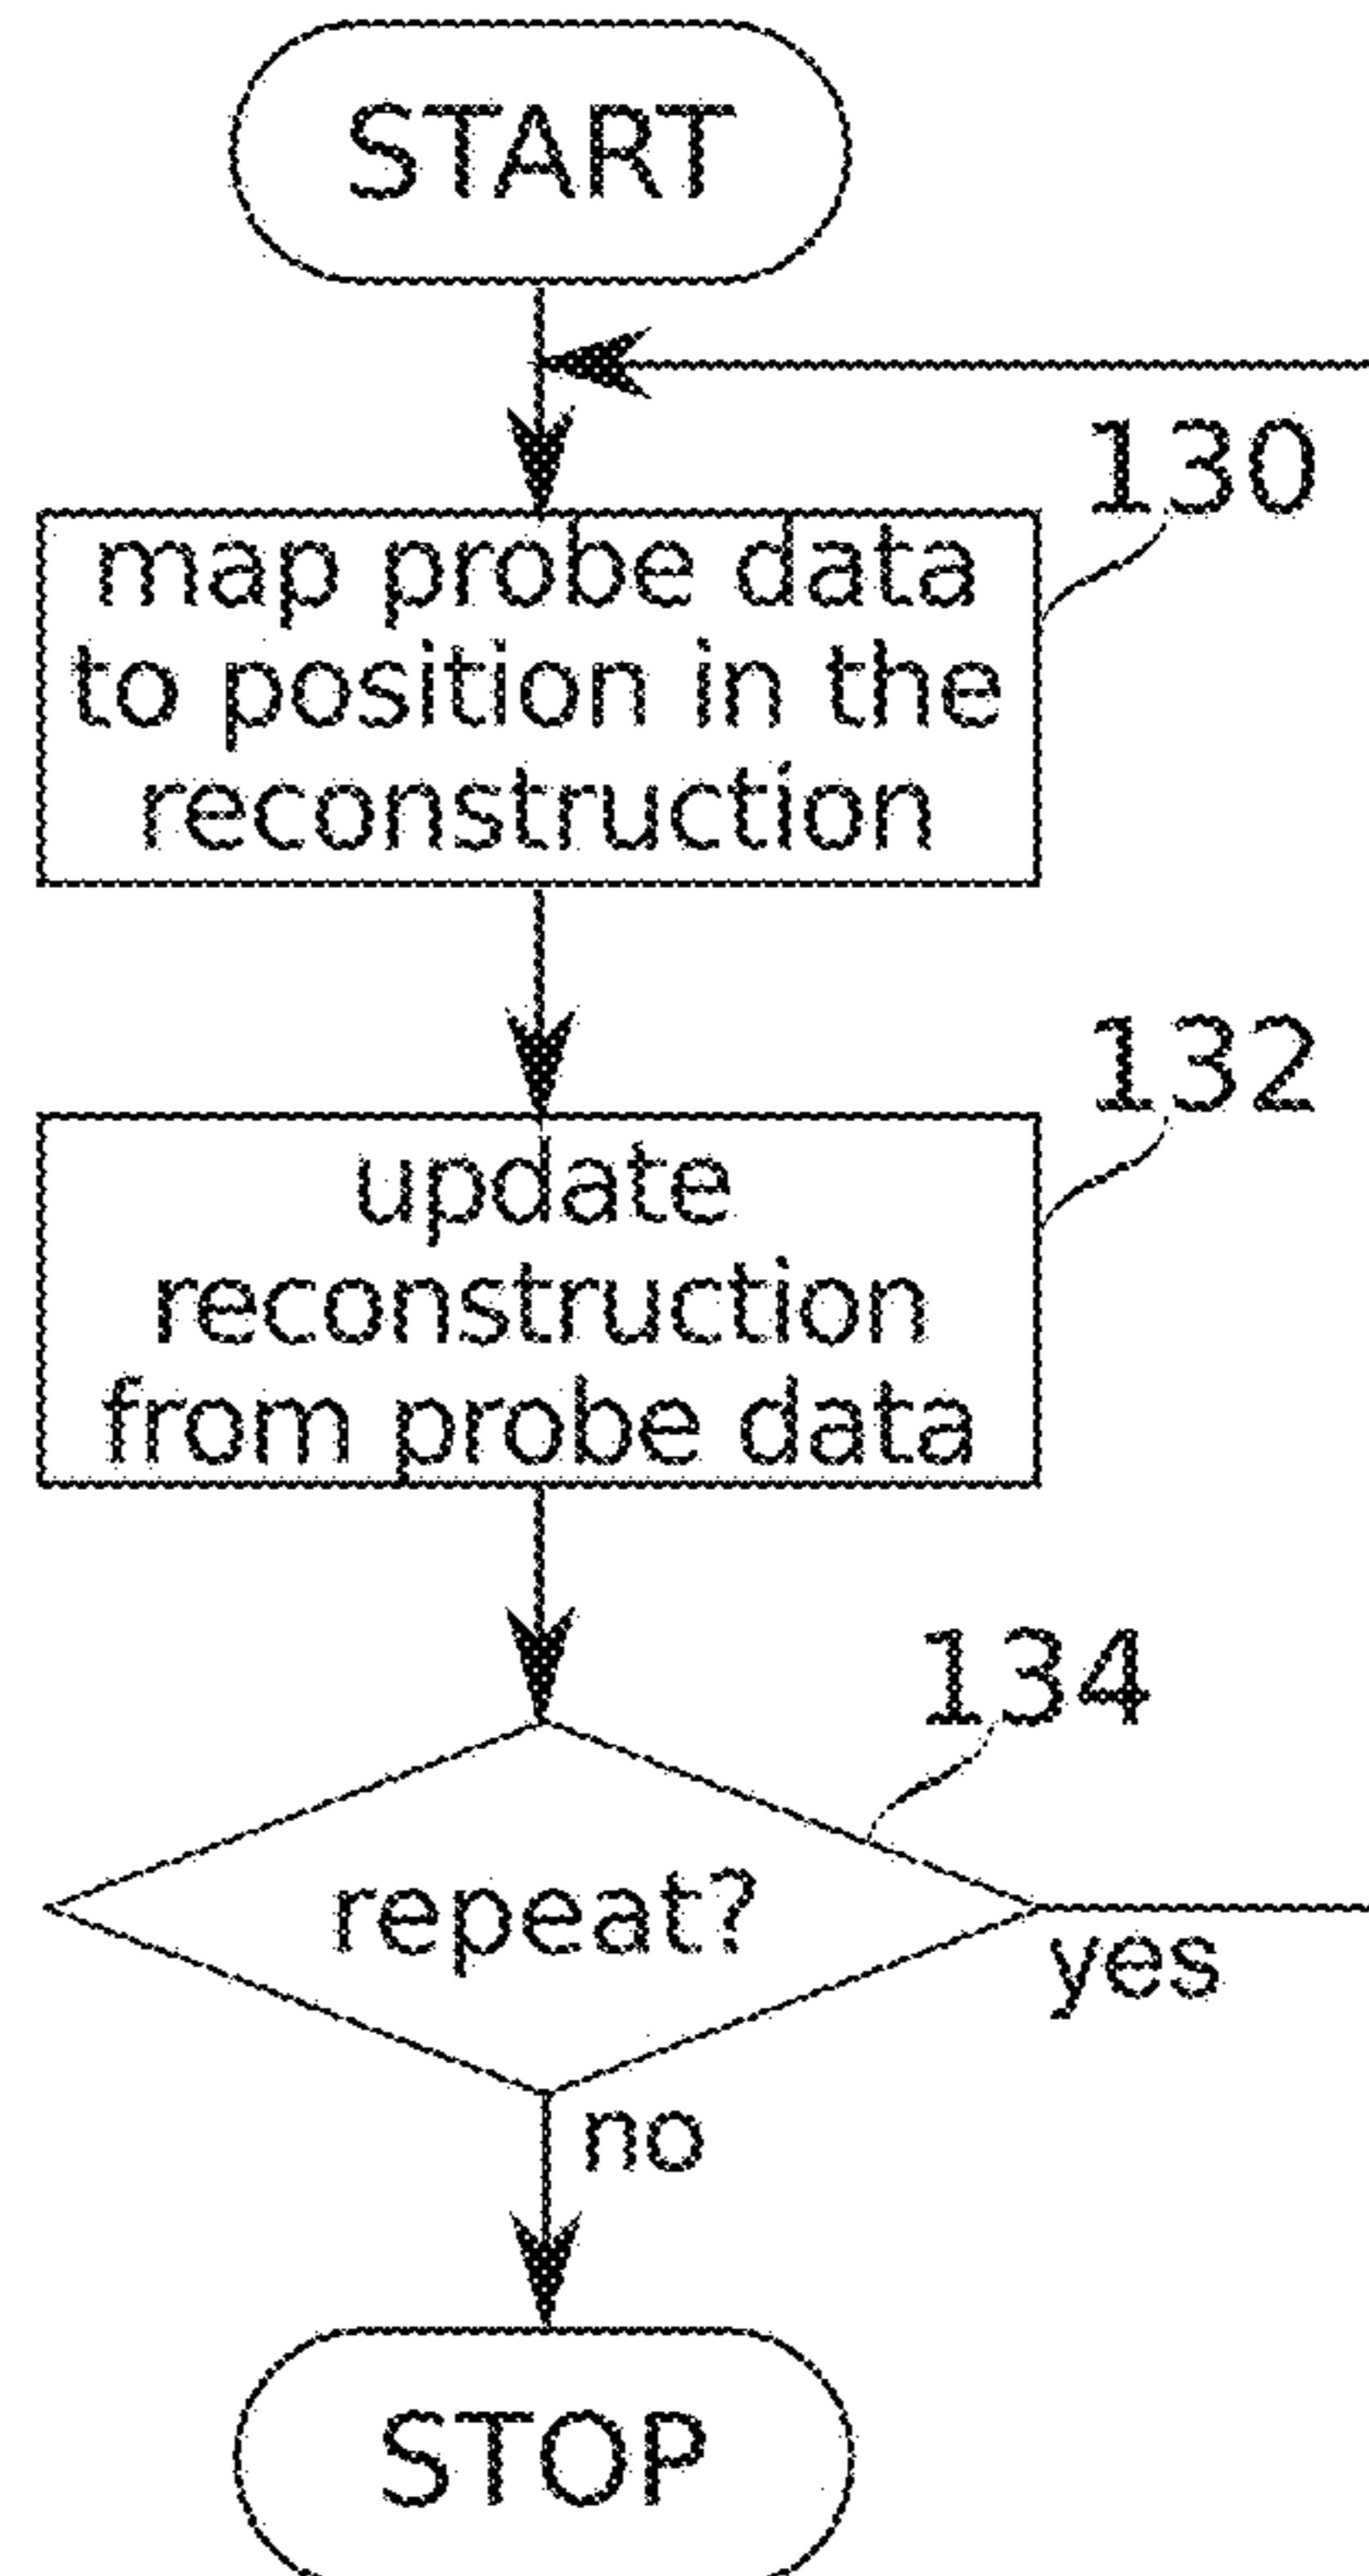 START
130
map probe data
to position in the
reconstruction
132
update
reconstruction
from probe data
134
repeat?
yes
no
STOP